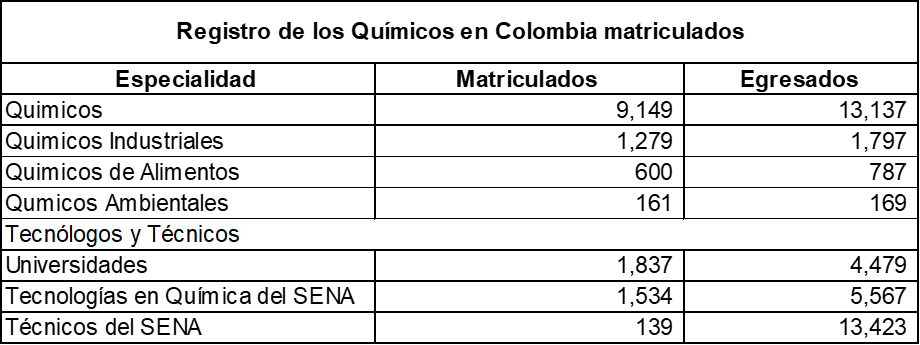 Registro de los Químicos en Colombia matriculados
Especialidad Matriculados Egresados
Quimicos 9,149 13,137
Quimicos Industriales 1,279 1,797
Quimicos de Alimentos 600 787
Qumicos Ambientales 161 169
Tecnólogos y Técnicos
Universidades 1,837 4,479
Tecnologías en Química del SENA 1,534 5,567
Técnicos del SENA 139 13,423